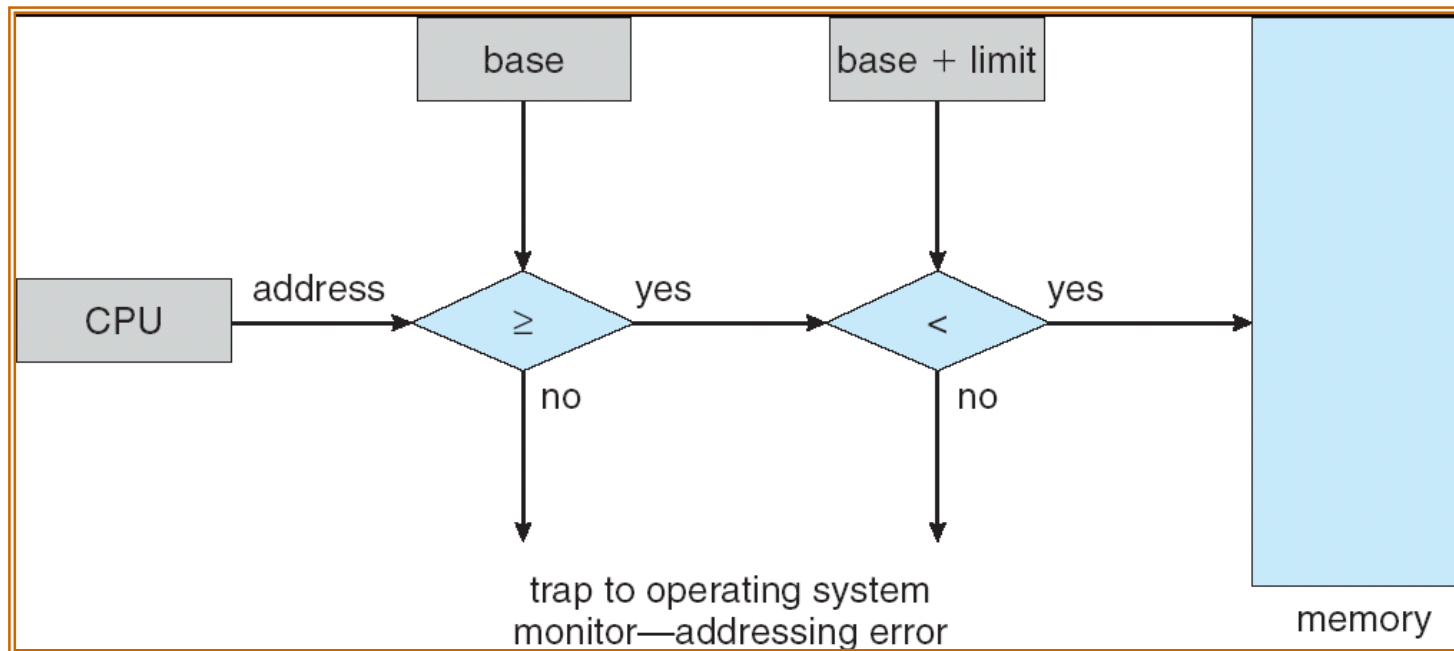 base
base + limit
CPU
address
≥
yes
<
yes
no
no
trap to operating system
monitor—addressing error
memory